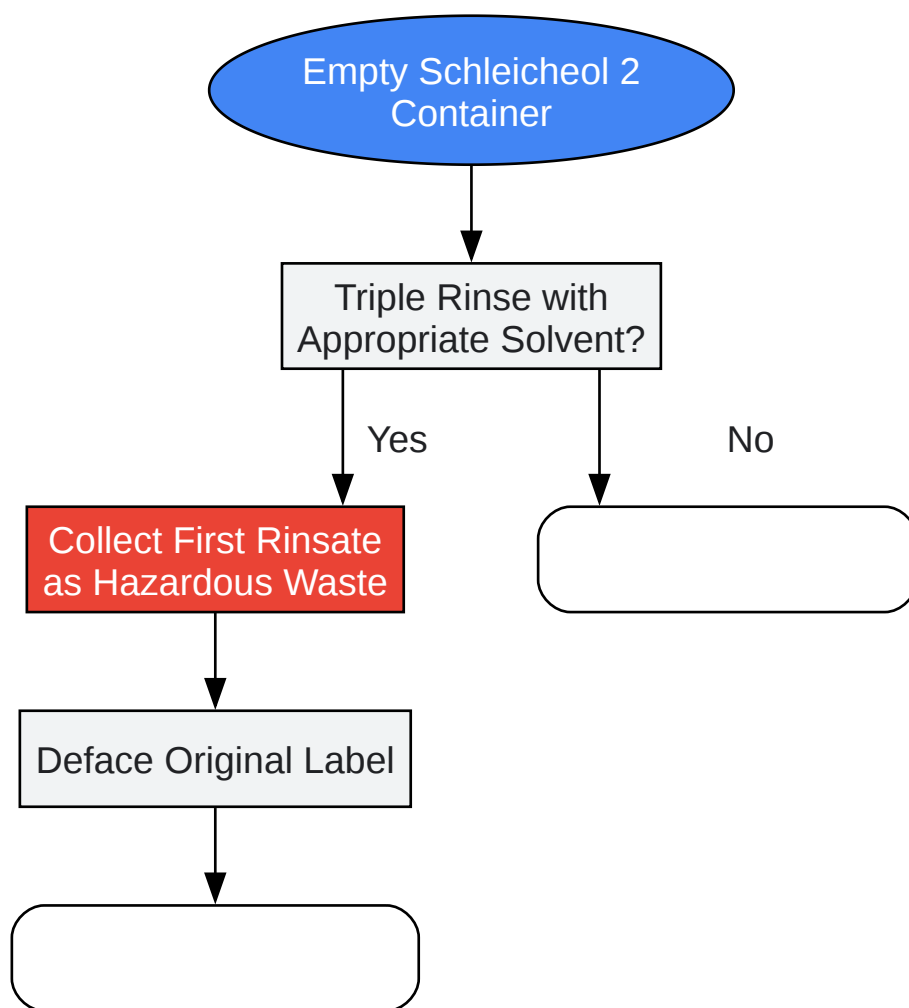 Empty Schleicheol 2
Container
Triple Rinse with
Appropriate Solvent?
Yes
No
Collect First Rinsate
as Hazardous Waste
Deface Original Label